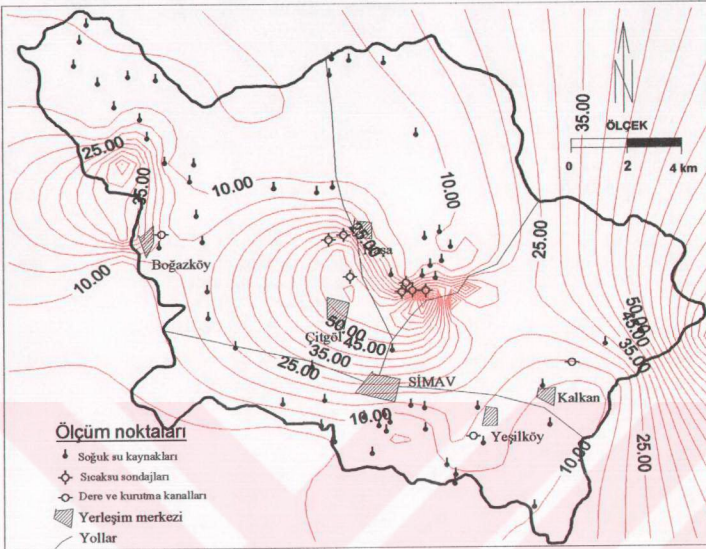 35.00
ÖLÇEK
0 2 4 km
25.00
35.00
10.00
10.00
25.00
25.00
Boğazköy
10.00
Çitgöl
50.00
45.00
35.00
25.00
50.00
45.00
35.00
SİMAV
Kalkan
10.00
Yeşilköy
10.00
25.00
Ölçüm noktaları
Soğuk su kaynakları
Sıcaksu sondajları
Dere ve kurutma kanalları
Yerleşim merkezi
Yollar